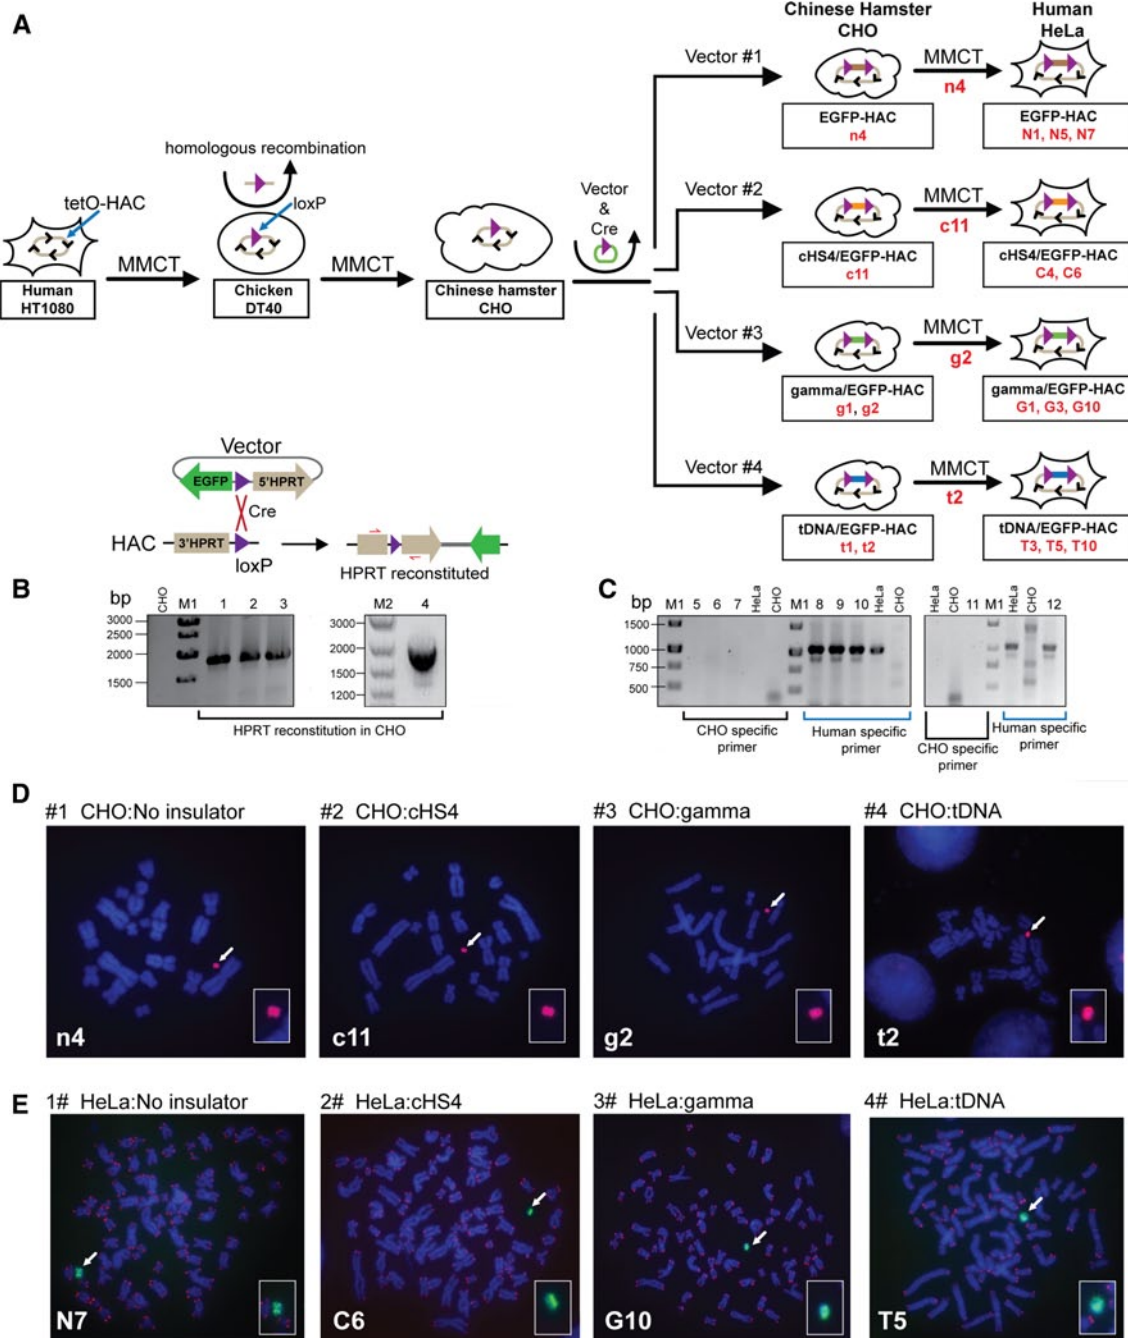 A
Chinese Hamster
CHO
Human
HeLa
Vector #1
MMCT
n4
EGFP-HAC
n4
EGFP-HAC
N1, N5, N7
homologous recombination
tetO-HAC
loxP
Vector
&
Cre
MMCT
MMCT
Human
HT1080
Chicken
DT40
Chinese hamster
CHO
Vector #2
MMCT
c11
cHS4/EGFP-HAC
c11
cHS4/EGFP-HAC
C4, C6
Vector #3
MMCT
g2
gamma/EGFP-HAC
g1, g2
gamma/EGFP-HAC
G1, G3, G10
Vector #4
MMCT
t2
tDNA/EGFP-HAC
t1, t2
tDNA/EGFP-HAC
T3, T5, T10
Vector
EGFP
5'HPRT
Cre
HAC
3'HPRT
loxP
HPRT reconstituted
B
bp
CHO
M1 1 2 3
3000
2500
2000
1500
M2 4
3000
2000
1500
1200
HPRT reconstitution in CHO
C
bp
M1 5 6 7 HeLa CHO M1 8 9 10 HeLa CHO
1500
1000
750
500
HeLa CHO 11 M1 HeLa CHO 12
CHO specific
primer
Human specific
primer
CHO specific
primer
Human specific
primer
D
#1 CHO:No insulator
#2 CHO:cHS4
#3 CHO:gamma
#4 CHO:tDNA
n4
c11
g2
t2
E
1# HeLa:No insulator
2# HeLa:cHS4
3# HeLa:gamma
4# HeLa:tDNA
N7
C6
G10
T5